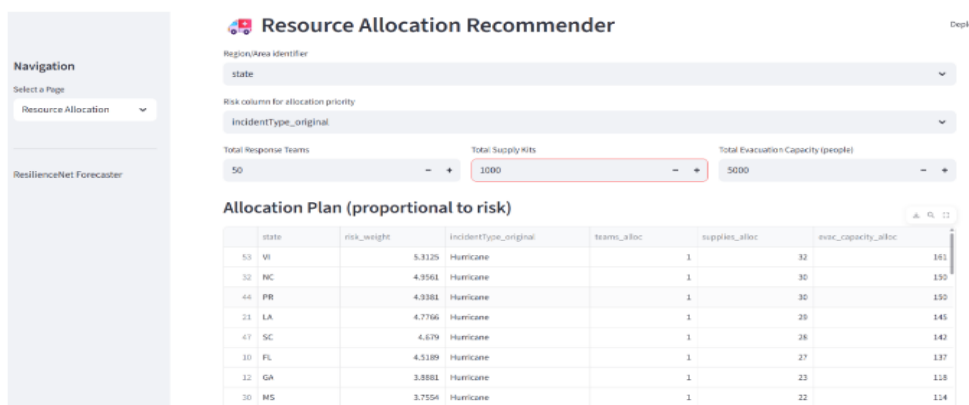 Resource Allocation Recommender
Depl
Navigation
Select a Page
Resource Allocation
ResilienceNet Forecaster
Region/Area identifier
state
Risk column for allocation priority
incidentType_original
Total Response Teams
Total Supply Kits
Total Evacuation Capacity (people)
50
1000
5000
Allocation Plan (proportional to risk)
state risk_weight incidentType_original teams_alloc supplies_alloc evac_capacity_alloc
53 VI 5.3125 Hurricane 1 32 161
32 NC 4.9561 Hurricane 1 30 150
44 PR 4.9381 Hurricane 1 30 150
21 LA 4.7766 Hurricane 1 29 145
47 SC 4.679 Hurricane 1 28 142
10 FL 4.5189 Hurricane 1 27 137
12 GA 3.8881 Hurricane 1 23 118
30 MS 3.7554 Hurricane 1 22 114